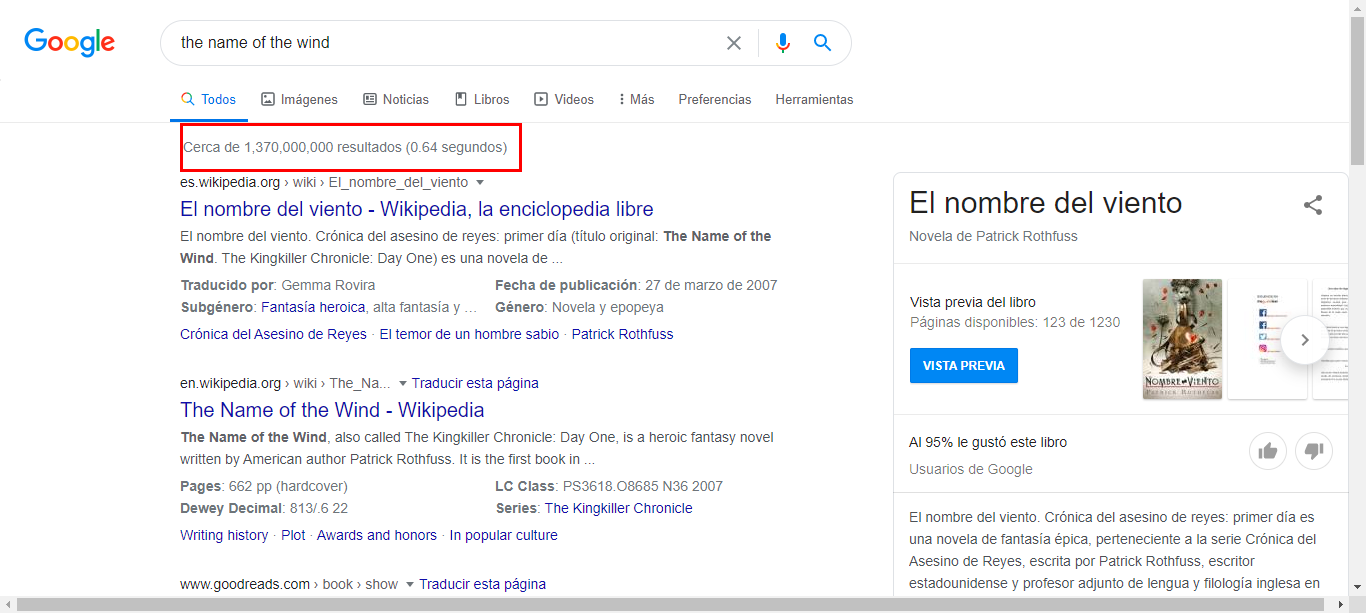 Google
the name of the wind
Todos Imágenes Noticias Libros Videos Más Preferencias Herramientas
Cerca de 1,370,000,000 resultados (0.64 segundos)
es.wikipedia.org › wiki › El_nombre_del_viento
El nombre del viento - Wikipedia, la enciclopedia libre
El nombre del viento. Crónica del asesino de reyes: primer día (título original: The Name of the
Wind. The Kingkiller Chronicle: Day One) es una novela de ...
Traducido por: Gemma Rovira Fecha de publicación: 27 de marzo de 2007
Subgénero: Fantasía heroica, alta fantasía y … Género: Novela y epopeya
Crónica del Asesino de Reyes · El temor de un hombre sabio · Patrick Rothfuss
en.wikipedia.org › wiki › The_Na... Traducir esta página
The Name of the Wind - Wikipedia
The Name of the Wind, also called The Kingkiller Chronicle: Day One, is a heroic fantasy novel
written by American author Patrick Rothfuss. It is the first book in ...
Pages: 662 pp (hardcover) LC Class: PS3618.O8685 N36 2007
Dewey Decimal: 813/.6 22 Series: The Kingkiller Chronicle
Writing history · Plot · Awards and honors · In popular culture
www.goodreads.com › book › show Traducir esta página
El nombre del viento
Novela de Patrick Rothfuss
Vista previa del libro
Páginas disponibles: 123 de 1230
VISTA PREVIA
NOMBRE DEL VIENTO
PATRICK ROTHFUSS
Al 95% le gustó este libro
Usuarios de Google
El nombre del viento. Crónica del asesino de reyes: primer día es
una novela de fantasía épica, perteneciente a la serie Crónica del
Asesino de Reyes, escrita por Patrick Rothfuss, escritor
estadounidense y profesor adjunto de lengua y filología inglesa en